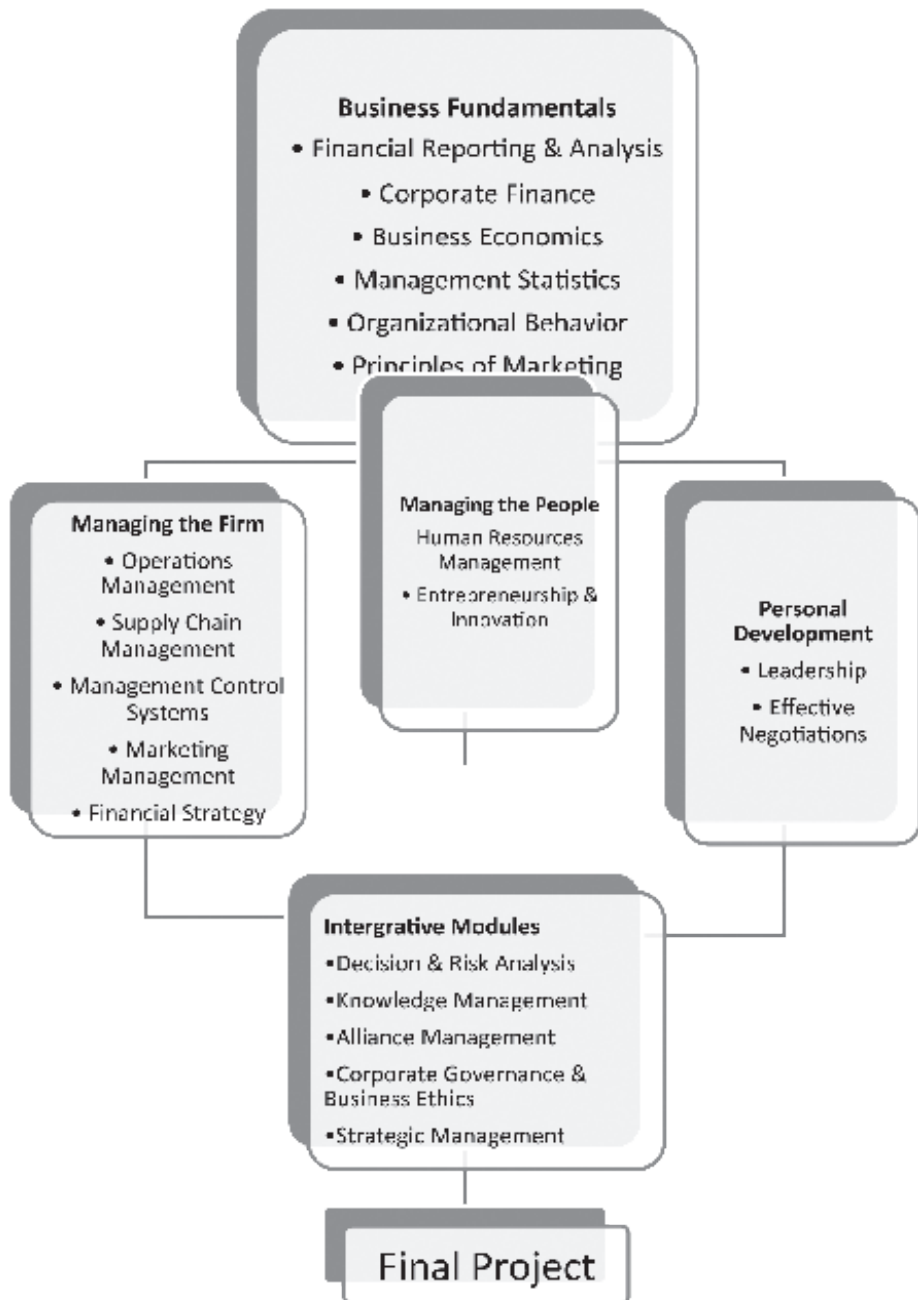 Business Fundamentals
• Financial Reporting & Analysis
• Corporate Finance
• Business Economics
• Management Statistics
• Organizational Behavior
• Principles of Marketing
Managing the Firm
• Operations
Management
• Supply Chain
Management
• Management Control
Systems
• Marketing
Management
• Financial Strategy
Managing the People
Human Resources
Management
• Entrepreneurship &
Innovation
Personal
Development
• Leadership
• Effective
Negotiations
Intergrative Modules
•Decision & Risk Analysis
•Knowledge Management
•Alliance Management
•Corporate Governance &
Business Ethics
•Strategic Management
Final Project